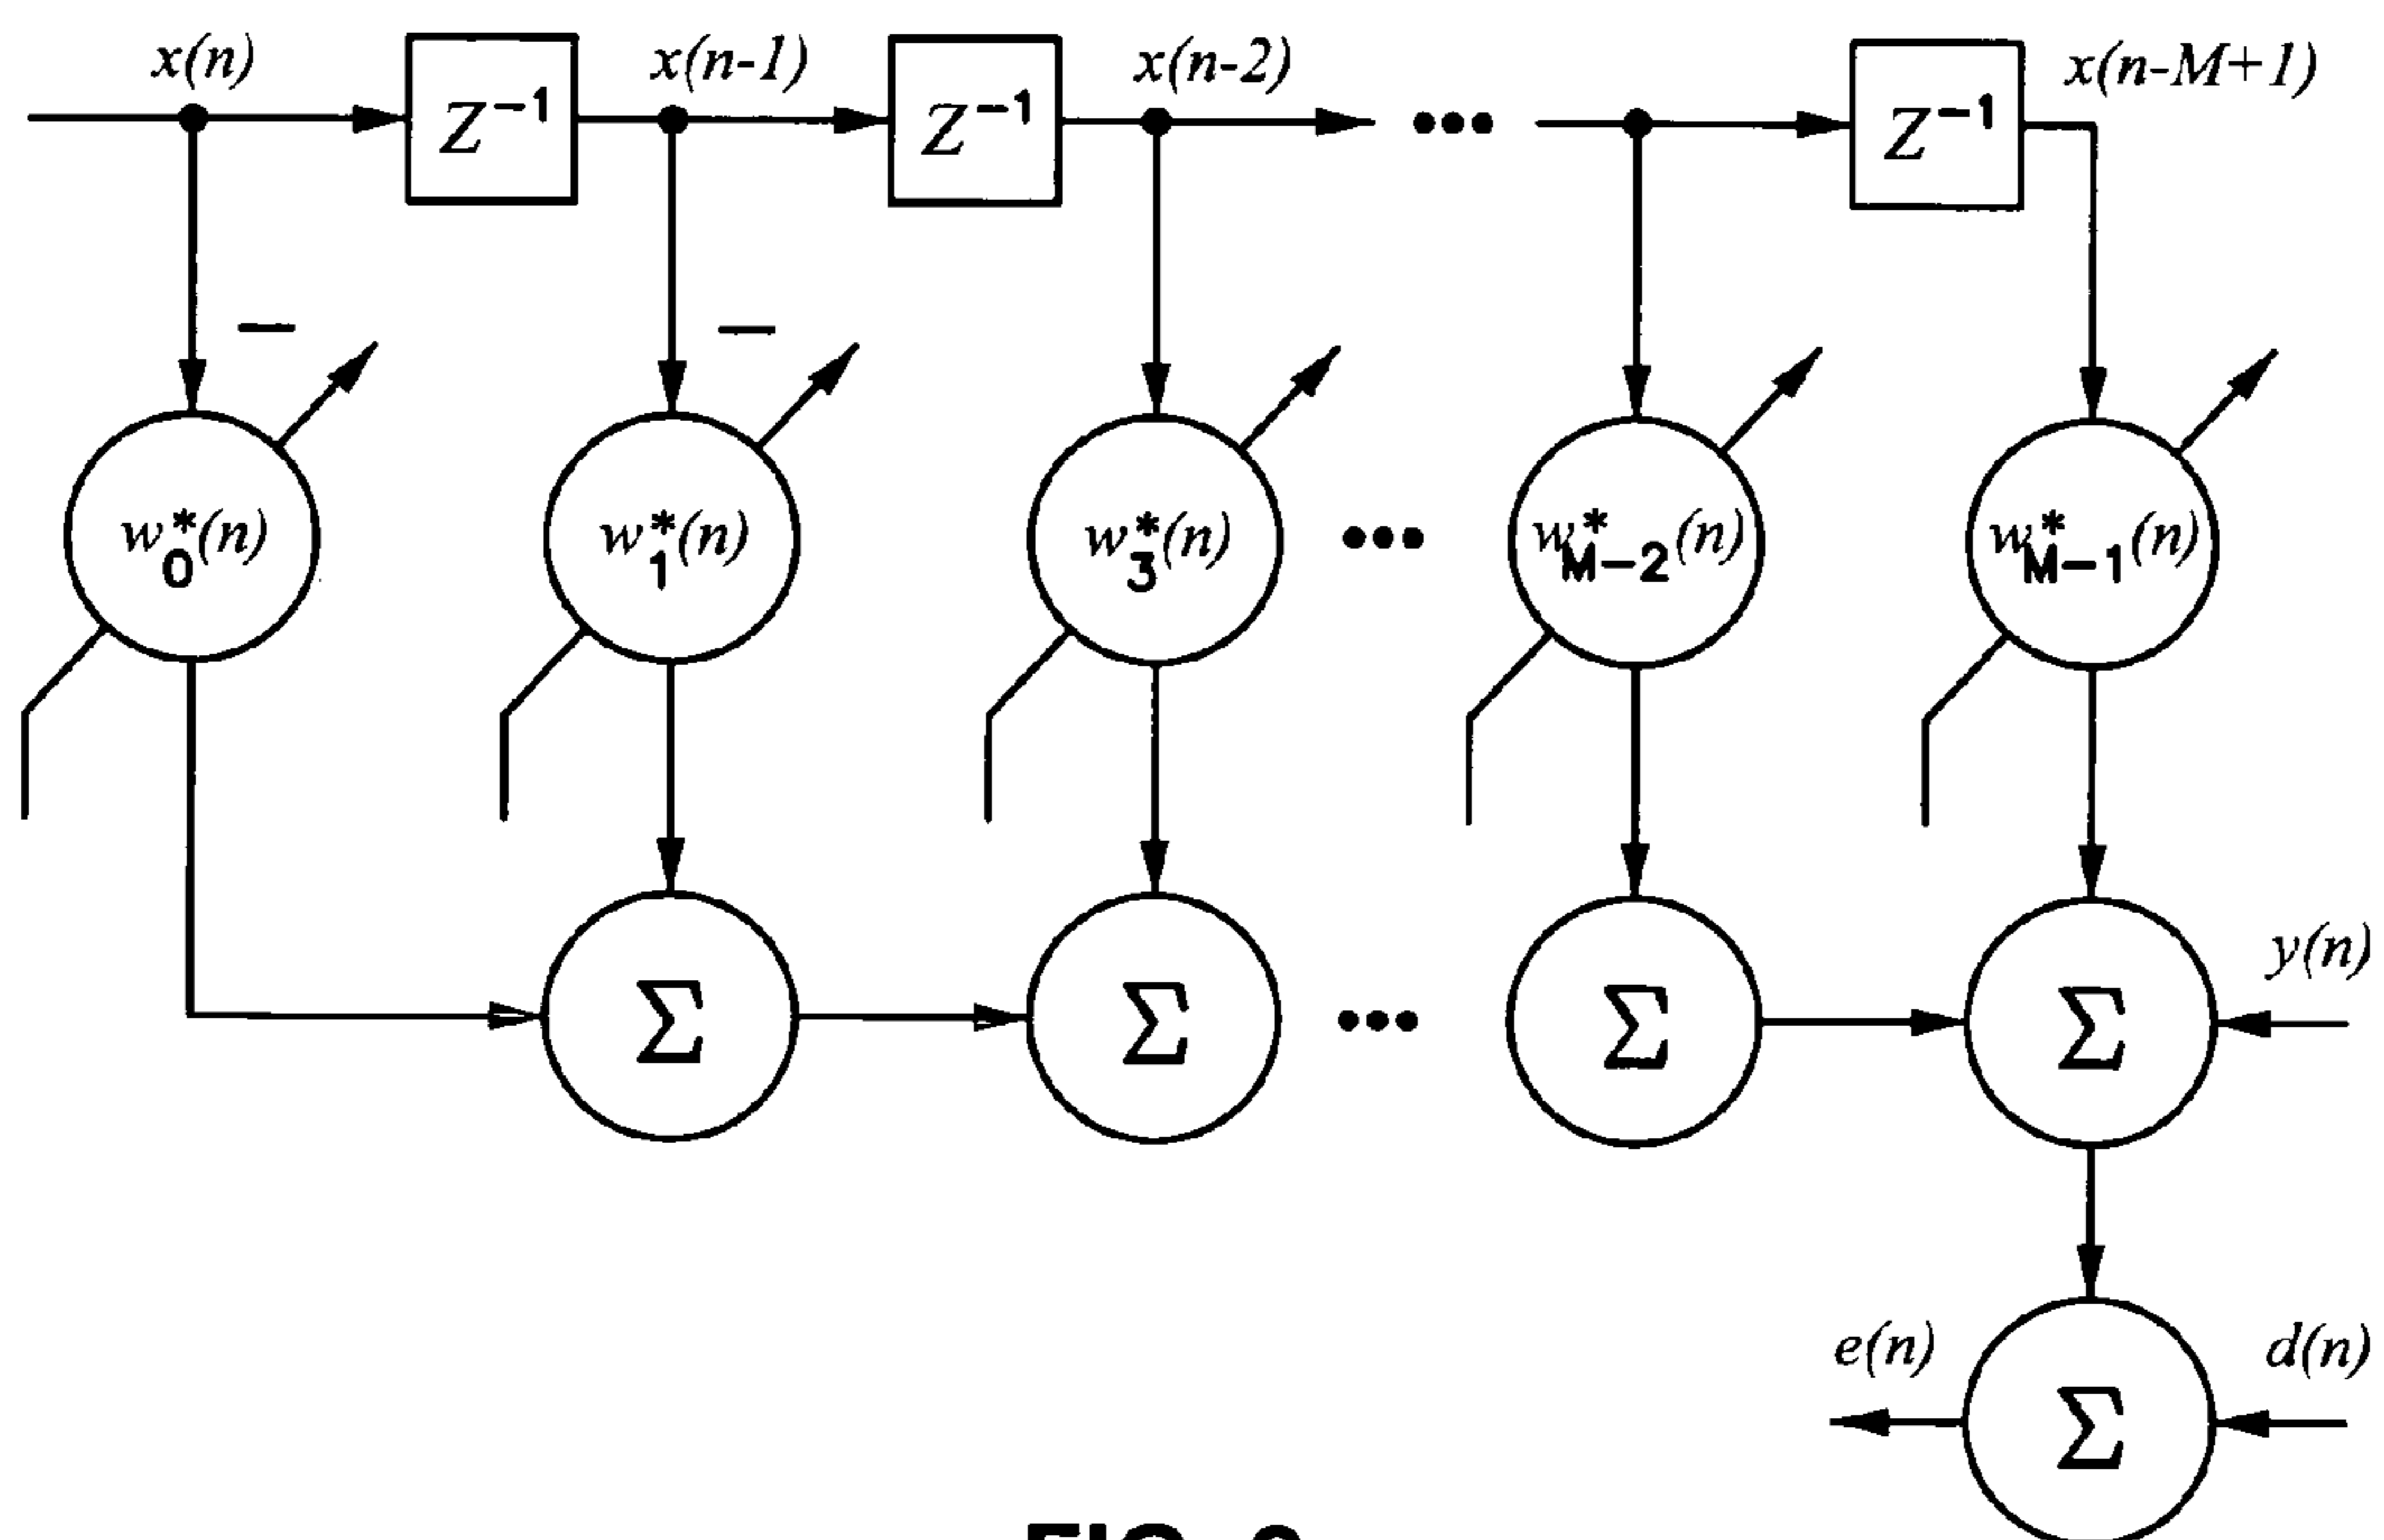 x(n) x(n-1) x(n-2) x(n-M+1)
Z⁻¹ Z⁻¹ Z⁻¹
w*0(n) w*1(n) w*3(n) ••• w*M-2(n) w*M-1(n)
y(n)
Σ Σ ••• Σ Σ
e(n) d(n)
Σ